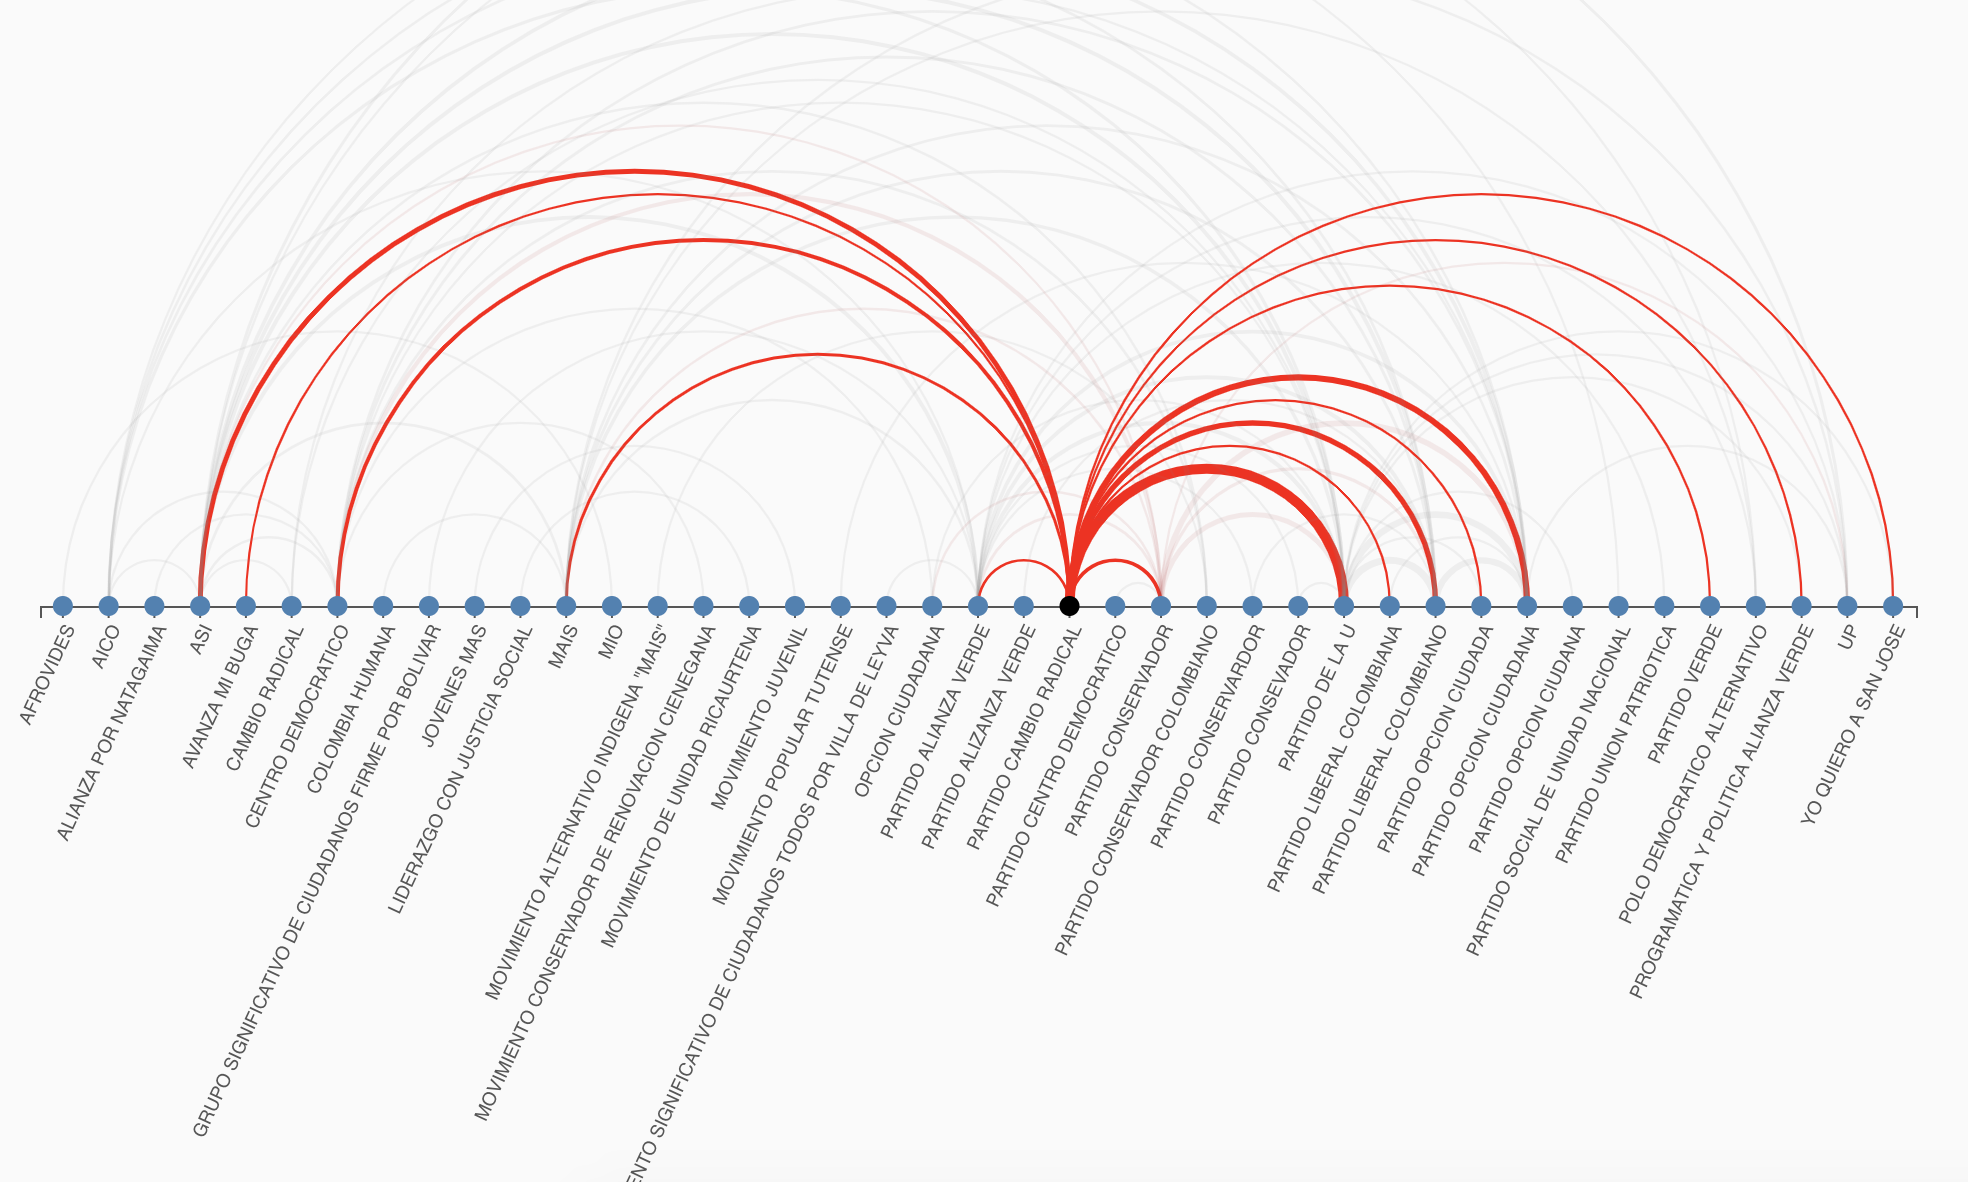 AFROVIDES
AICO
ALIANZA POR NATAGAIMA
ASI
AVANZA MI BUGA
CAMBIO RADICAL
CENTRO DEMOCRATICO
COLOMBIA HUMANA
GRUPO SIGNIFICATIVO DE CIUDADANOS FIRME POR BOLIVAR
JOVENES MAS
LIDERAZGO CON JUSTICIA SOCIAL
MAIS
MIO
MOVIMIENTO ALTERNATIVO INDIGENA "MAIS"
MOVIMIENTO CONSERVADOR DE RENOVACION CIENEGANA
MOVIMIENTO DE UNIDAD RICAURTENA
MOVIMIENTO JUVENIL
MOVIMIENTO POPULAR TUTENSE
ENTO SIGNIFICATIVO DE CIUDADANOS TODOS POR VILLA DE LEYVA
OPCION CIUDADANA
PARTIDO ALIANZA VERDE
PARTIDO ALIZANZA VERDE
PARTIDO CAMBIO RADICAL
PARTIDO CENTRO DEMOCRATICO
PARTIDO CONSERVADOR
PARTIDO CONSERVADOR COLOMBIANO
PARTIDO CONSERVARDOR
PARTIDO CONSEVADOR
PARTIDO DE LA U
PARTIDO LIBERAL COLOMBIANA
PARTIDO LIBERAL COLOMBIANO
PARTIDO OPCION CIUDADA
PARTIDO OPCION CIUDADANA
PARTIDO OPCION CIUDANA
PARTIDO SOCIAL DE UNIDAD NACIONAL
PARTIDO UNION PATRIOTICA
PARTIDO VERDE
POLO DEMOCRATICO ALTERNATIVO
PROGRAMATICA Y POLITICA ALIANZA VERDE
UP
YO QUIERO A SAN JOSE